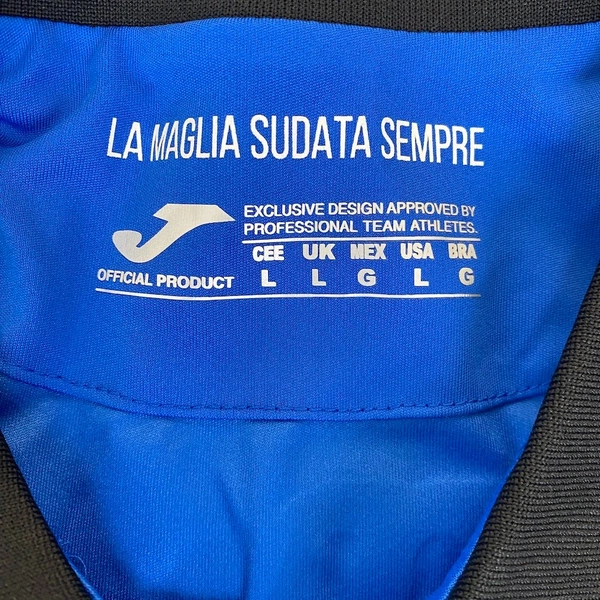 LA MAGLIA SUDATA SEMPRE
EXCLUSIVE DESIGN APPROVED BY
PROFESSIONAL TEAM ATHLETES.
CEE UK MEX USA BRA
OFFICIAL PRODUCT L L G L G